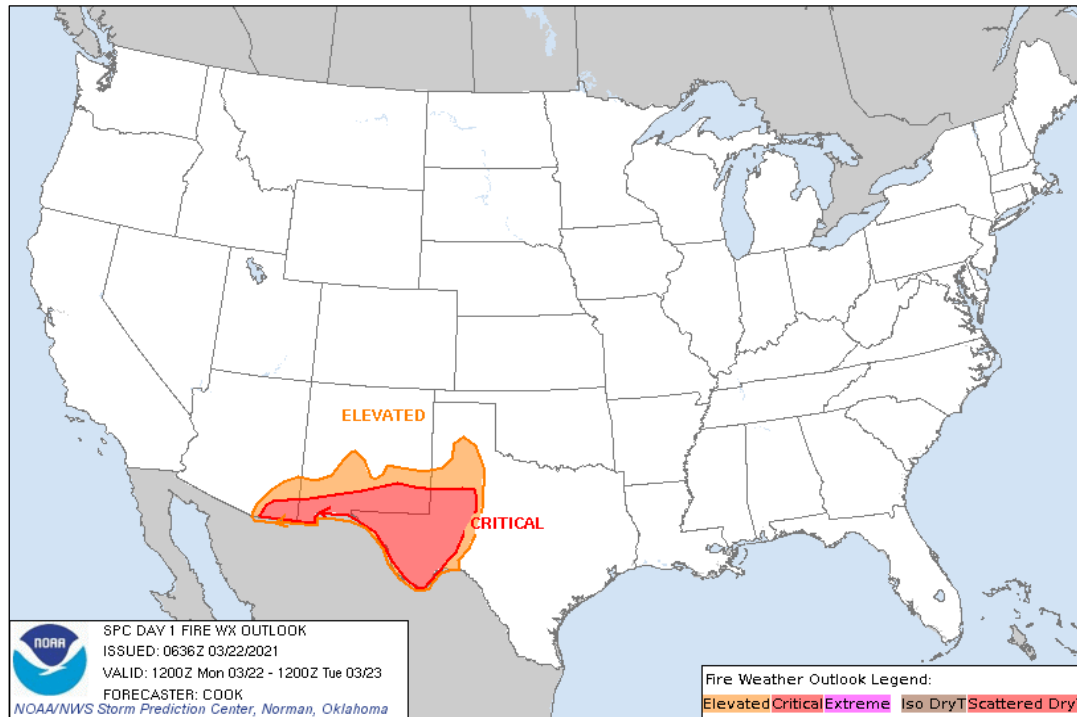 ELEVATED
CRITICAL
NOAA
SPC DAY 1 FIRE WX OUTLOOK
ISSUED: 0636Z 03/22/2021
VALID: 1200Z Mon 03/22 - 1200Z Tue 03/23
FORECASTER: COOK
NOAA/NWS Storm Prediction Center, Norman, Oklahoma
Fire Weather Outlook Legend:
Elevated Critical Extreme Iso DryT Scattered DryT